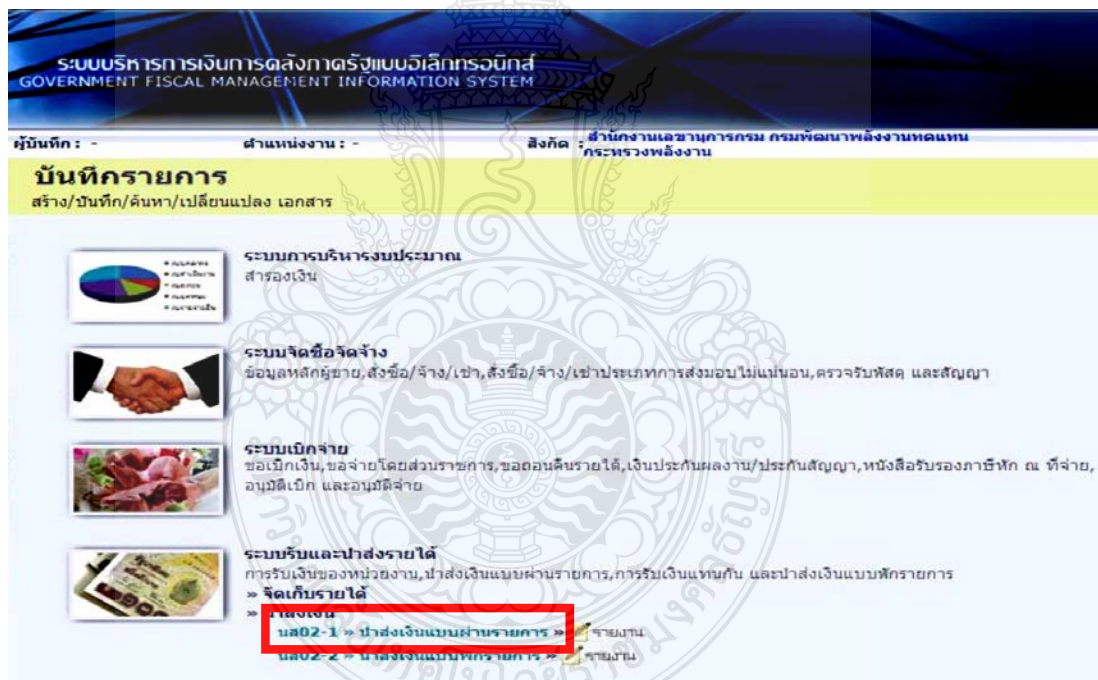 ระบบบริหารการเงินการคลังภาครัฐแบบอิเล็กทรอนิกส์
GOVERNMENT FISCAL MANAGEMENT INFORMATION SYSTEM
ผู้บันทึก : - ตำแหน่งงาน : - สังกัด : สำนักงานเลขานุการกรม กรมพัฒนาพลังงานทดแทน
กระทรวงพลังงาน
บันทึกรายการ
สร้าง/บันทึก/ค้นหา/เปลี่ยนแปลง เอกสาร
ระบบการบริหารงบประมาณ
สำรองเงิน
ระบบจัดซื้อจัดจ้าง
ข้อมูลหลักผู้ขาย,สั่งซื้อ/จ้าง/เช่า,สั่งซื้อ/จ้าง/เช่าประเภทการส่งมอบไม่แน่นอน,ตรวจรับพัสดุ และสัญญา
ระบบเบิกจ่าย
ขอเบิกเงิน,ขอจ่ายโดยส่วนราชการ,ขอถอนคืนรายได้,เงินประกันผลงาน/ประกันสัญญา,หนังสือรับรองภาษีหัก ณ ที่จ่าย,
อนุมัติเบิก และอนุมัติจ่าย
ระบบรับและนำส่งรายได้
การรับเงินของหน่วยงาน,นำส่งเงินแบบผ่านรายการ,การรับเงินแทนกัน และนำส่งเงินแบบพักรายการ
» จัดเก็บรายได้
» นำส่งเงิน
นส02-1 » นำส่งเงินแบบผ่านรายการ » รายงาน
นส02-2 » นำส่งเงินแบบพักรายการ » รายงาน